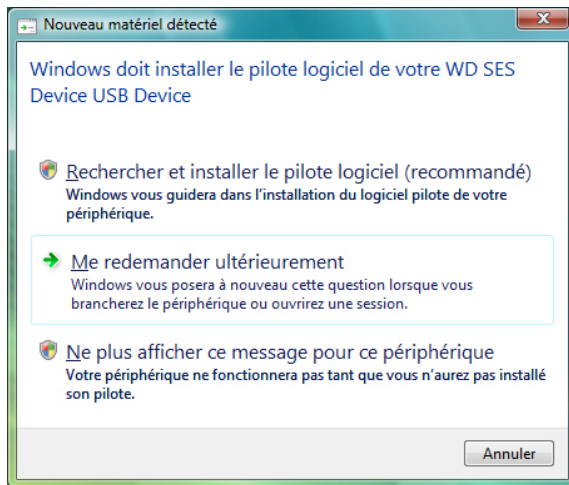 Nouveau matériel détecté
Windows doit installer le pilote logiciel de votre WD SES
Device USB Device
Rechercher et installer le pilote logiciel (recommandé)
Windows vous guidera dans l'installation du logiciel pilote de votre
périphérique.
Me redemander ultérieurement
Windows vous posera à nouveau cette question lorsque vous
brancherez le périphérique ou ouvrirez une session.
Ne plus afficher ce message pour ce périphérique
Votre périphérique ne fonctionnera pas tant que vous n'aurez pas installé
son pilote.
Annuler